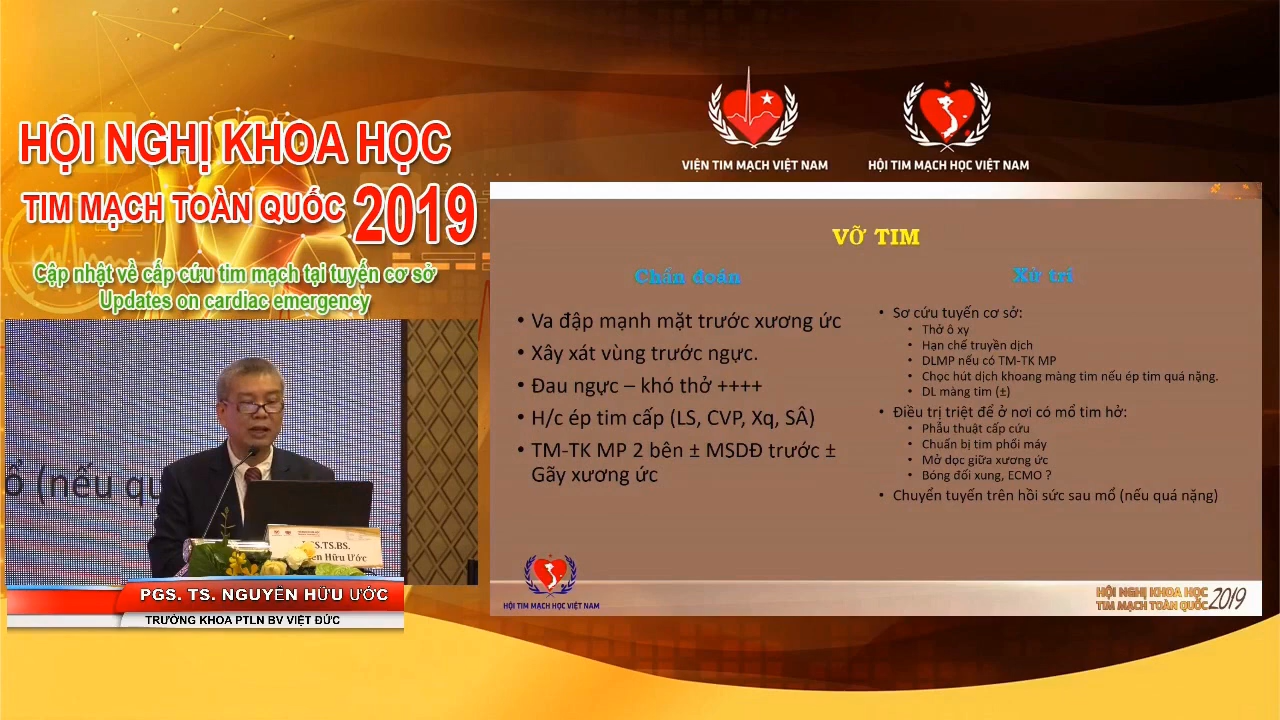 HỘI NGHỊ KHOA HỌC
TIM MẠCH TOÀN QUỐC 2019
Cập nhật về cấp cứu tim mạch tại tuyến cơ sở
Updates on cardiac emergency
VIỆN TIM MẠCH VIỆT NAM
HỘI TIM MẠCH HỌC VIỆT NAM
VỠ TIM
Chẩn đoán
• Va đập mạnh mặt trước xương ức
• Xây xát vùng trước ngực.
• Đau ngực – khó thở ++++
• H/c ép tim cấp (LS, CVP, Xq, SÂ)
• TM-TK MP 2 bên ± MSDĐ trước ±
Gãy xương ức
Xử trí
• Sơ cứu tuyến cơ sở:
• Thở ô xy
• Hạn chế truyền dịch
• DLMP nếu có TM-TK MP
• Chọc hút dịch khoang màng tim nếu ép tim quá nặng.
• DL màng tim (±)
• Điều trị triệt để ở nơi có mổ tim hở:
• Phẫu thuật cấp cứu
• Chuẩn bị tim phổi máy
• Mở dọc giữa xương ức
• Bóng đối xung, ECMO ?
• Chuyển tuyến trên hồi sức sau mổ (nếu quá nặng)
HỘI TIM MẠCH HỌC VIỆT NAM
HỘI NGHỊ KHOA HỌC
TIM MẠCH TOÀN QUỐC 2019
ổ (nếu qu
PGS.TS.BS.
Hữu Ước
PGS. TS. NGUYỄN HỮU ƯỚC
TRƯỞNG KHOA PTLN BV VIỆT ĐỨC